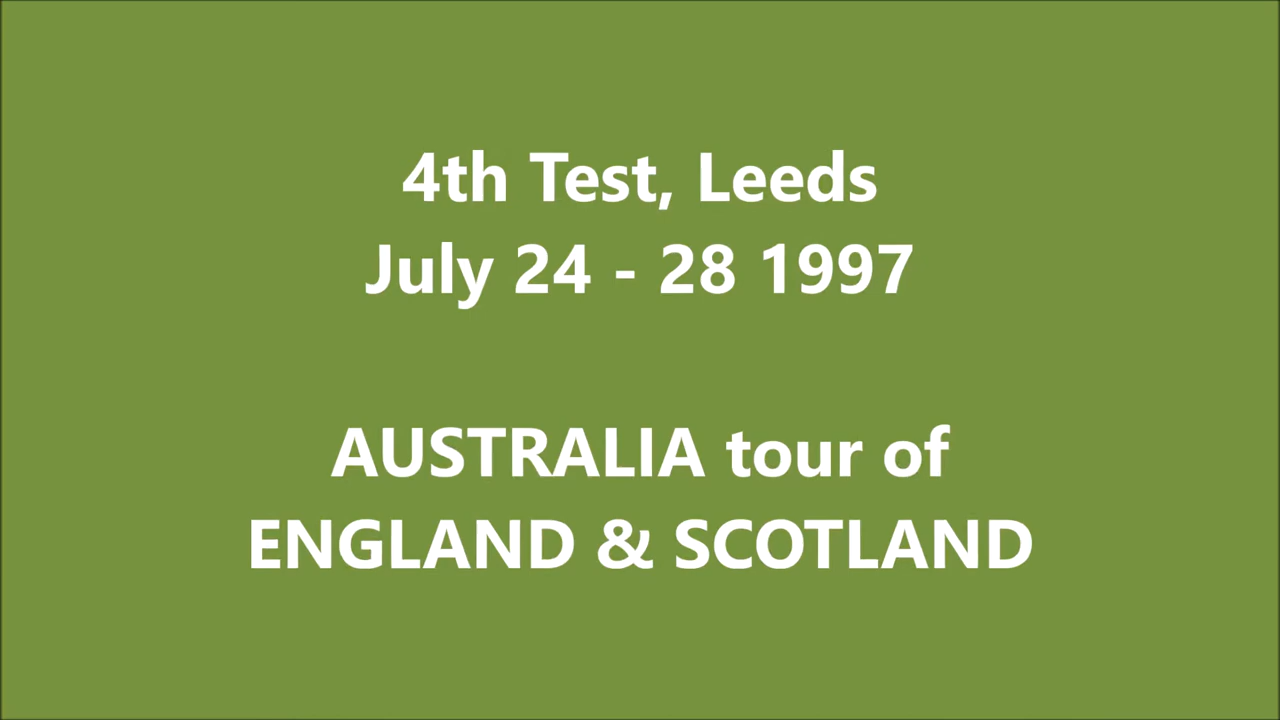 4th Test, Leeds
July 24 - 28 1997
AUSTRALIA tour of
ENGLAND & SCOTLAND